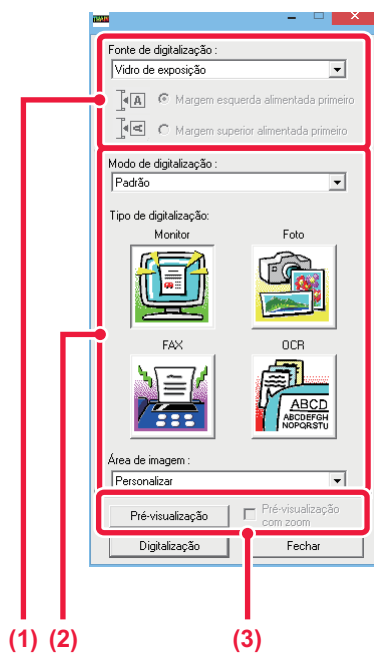 TWAIN
Fonte de digitalização :
Vidro de exposição
A Margem esquerda alimentada primeiro
A Margem superior alimentada primeiro
Modo de digitalização :
Padrão
Tipo de digitalização:
Monitor Foto
FAX OCR
ABCD
ABCDEFGH
NOPQRSTU
Área de imagem :
Personalizar
Pré-visualização Pré-visualização
com zoom
Digitalização Fechar
(1) (2) (3)